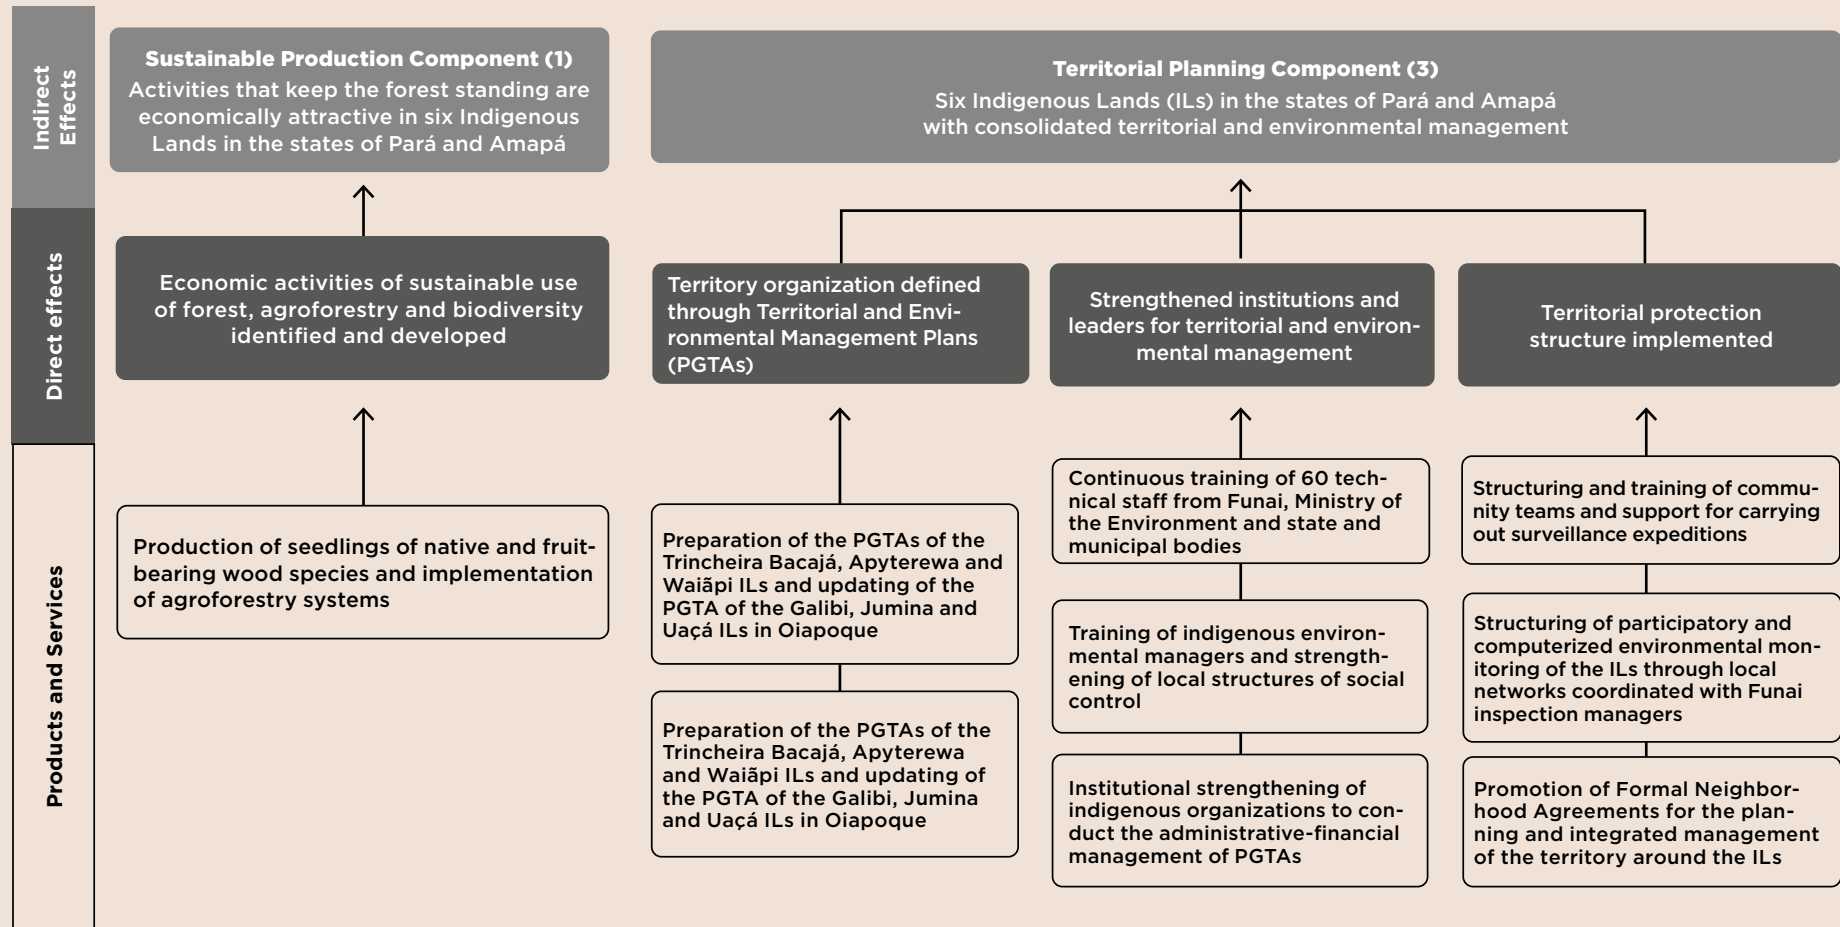 Indirect
Effects
Sustainable Production Component (1)
Activities that keep the forest standing are
economically attractive in six Indigenous
Lands in the states of Pará and Amapá
Territorial Planning Component (3)
Six Indigenous Lands (ILs) in the states of Pará and Amapá
with consolidated territorial and environmental management
Direct effects
Economic activities of sustainable use
of forest, agroforestry and biodiversity
identified and developed
Territory organization defined
through Territorial and Envi-
ronmental Management Plans
(PGTAs)
Strengthened institutions and
leaders for territorial and environ-
mental management
Territorial protection
structure implemented
Products and Services
Production of seedlings of native and fruit-
bearing wood species and implementation
of agroforestry systems
Preparation of the PGTAs of the
Trincheira Bacajá, Apyterewa and
Waiãpi ILs and updating of the
PGTA of the Galibi, Jumina and
Uaçá ILs in Oiapoque
Preparation of the PGTAs of the
Trincheira Bacajá, Apyterewa
and Waiãpi ILs and updating of
the PGTA of the Galibi, Jumina
and Uaçá ILs in Oiapoque
Continuous training of 60 tech-
nical staff from Funai, Ministry of
the Environment and state and
municipal bodies
Training of indigenous environ-
mental managers and strength-
ening of local structures of social
control
Institutional strengthening of
indigenous organizations to con-
duct the administrative-financial
management of PGTAs
Structuring and training of commu-
nity teams and support for carrying
out surveillance expeditions
Structuring of participatory and
computerized environmental mon-
itoring of the ILs through local
networks coordinated with Funai
inspection managers
Promotion of Formal Neighbor-
hood Agreements for the plan-
ning and integrated management
of the territory around the ILs